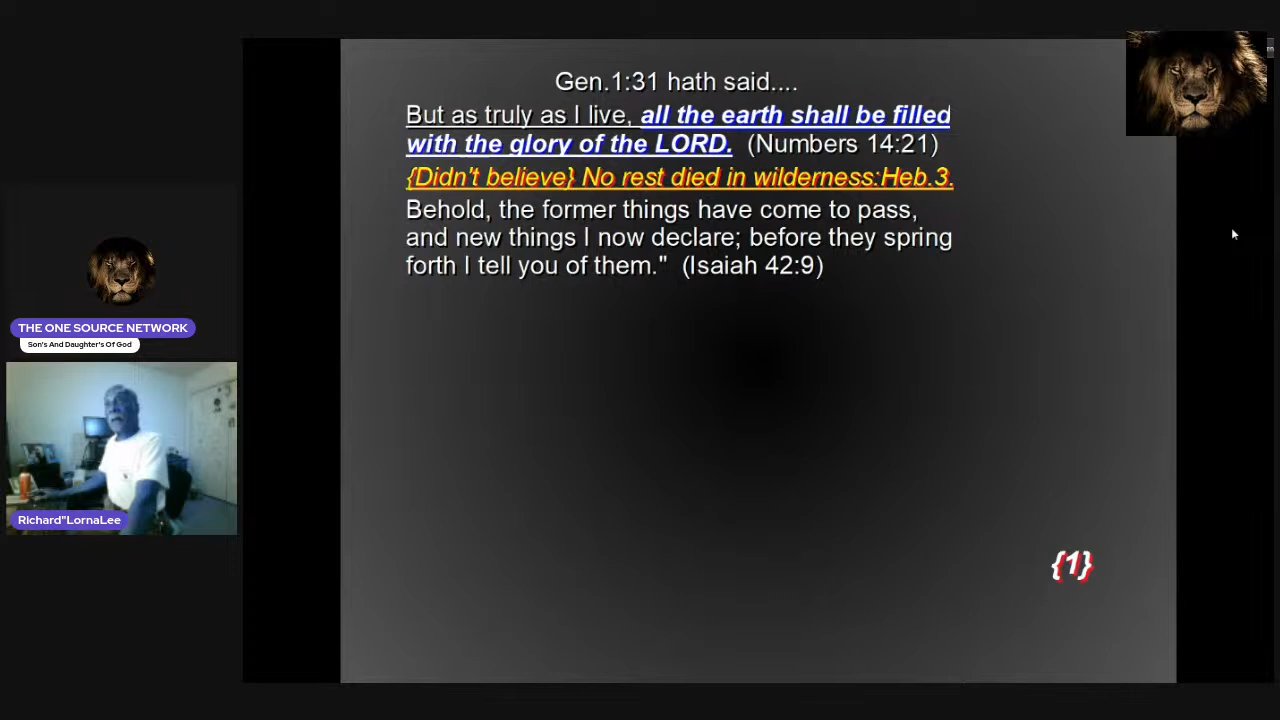 Gen.1:31 hath said....
But as truly as I live, all the earth shall be filled
with the glory of the LORD. (Numbers 14:21)
{Didn't believe} No rest died in wilderness:Heb.3.
Behold, the former things have come to pass,
and new things I now declare; before they spring
forth I tell you of them." (Isaiah 42:9)
{1}
THE ONE SOURCE NETWORK
Son's And Daughter's Of God
Richard"LornaLee